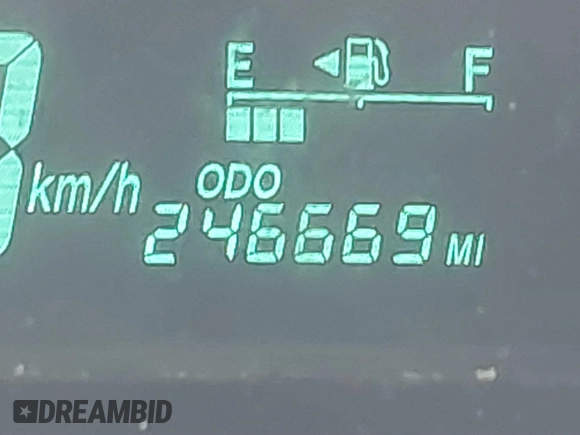 E F
km/h ODO
246669 MI
DREAMBID